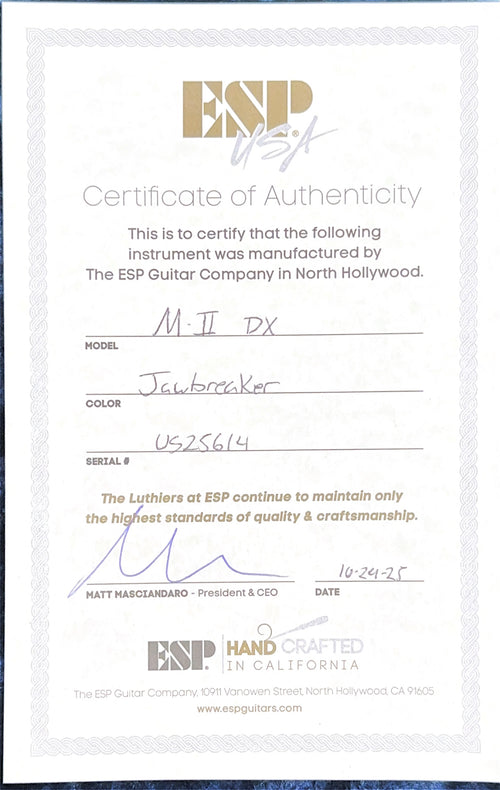 ESP®
USA
Certificate of Authenticity
This is to certify that the following
instrument was manufactured by
The ESP Guitar Company in North Hollywood.
M-II DX
MODEL
Jawbreaker
COLOR
US25614
SERIAL #
The Luthiers at ESP continue to maintain only
the highest standards of quality & craftsmanship.
10-24-25
MATT MASCIANDARO - President & CEO DATE
ESP® HAND CRAFTED
IN CALIFORNIA
The ESP Guitar Company, 10911 Vanowen Street, North Hollywood, CA 91605
www.espguitars.com